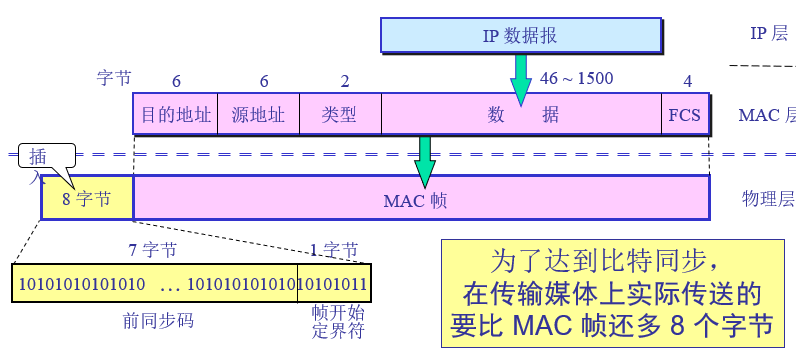 IP 数据报
IP 层
字节 6 6 2 46 ~ 1500 4
目的地址 源地址 类型 数 据 FCS
MAC 层
插
入
8 字节
MAC 帧
物理层
7 字节 1 字节
10101010101010 … 10101010101010101011
前同步码
帧开始
定界符
为了达到比特同步，
在传输媒体上实际传送的
要比 MAC 帧还多 8 个字节